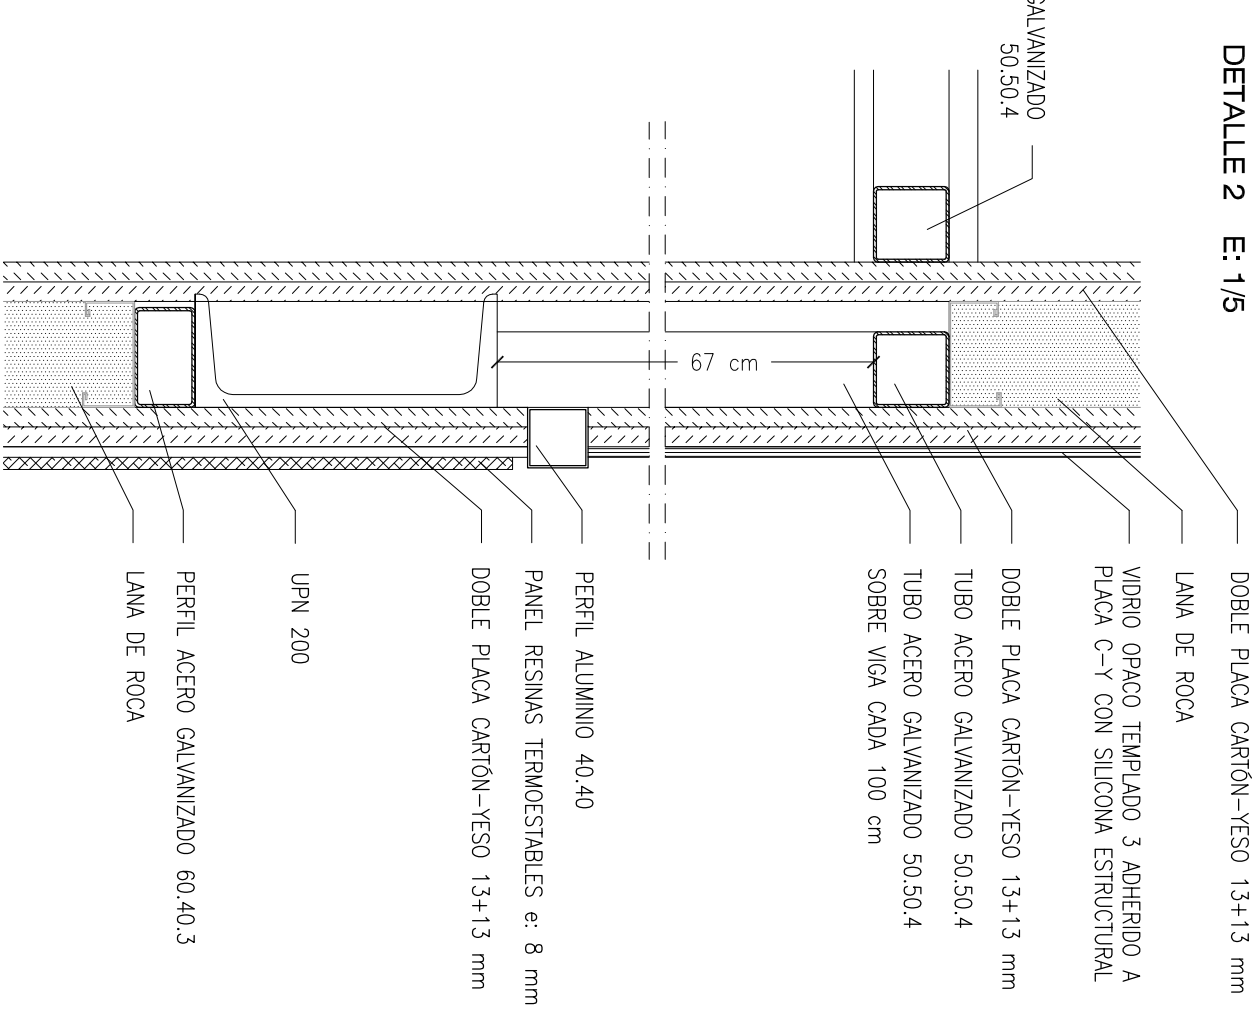 DETALLE 2 E: 1/5
GALVANIZADO
50.50.4
67 cm
DOBLE PLACA CARTÓN-YESO 13+13 mm
LANA DE ROCA
VIDRIO OPACO TEMPLADO 3 ADHERIDO A
PLACA C-Y CON SILICONA ESTRUCTURAL
DOBLE PLACA CARTÓN-YESO 13+13 mm
TUBO ACERO GALVANIZADO 50.50.4
TUBO ACERO GALVANIZADO 50.50.4
SOBRE VIGA CADA 100 cm
PERFIL ALUMINIO 40.40
PANEL RESINAS TERMOESTABLES e: 8 mm
DOBLE PLACA CARTÓN-YESO 13+13 mm
UPN 200
PERFIL ACERO GALVANIZADO 60.40.3
LANA DE ROCA